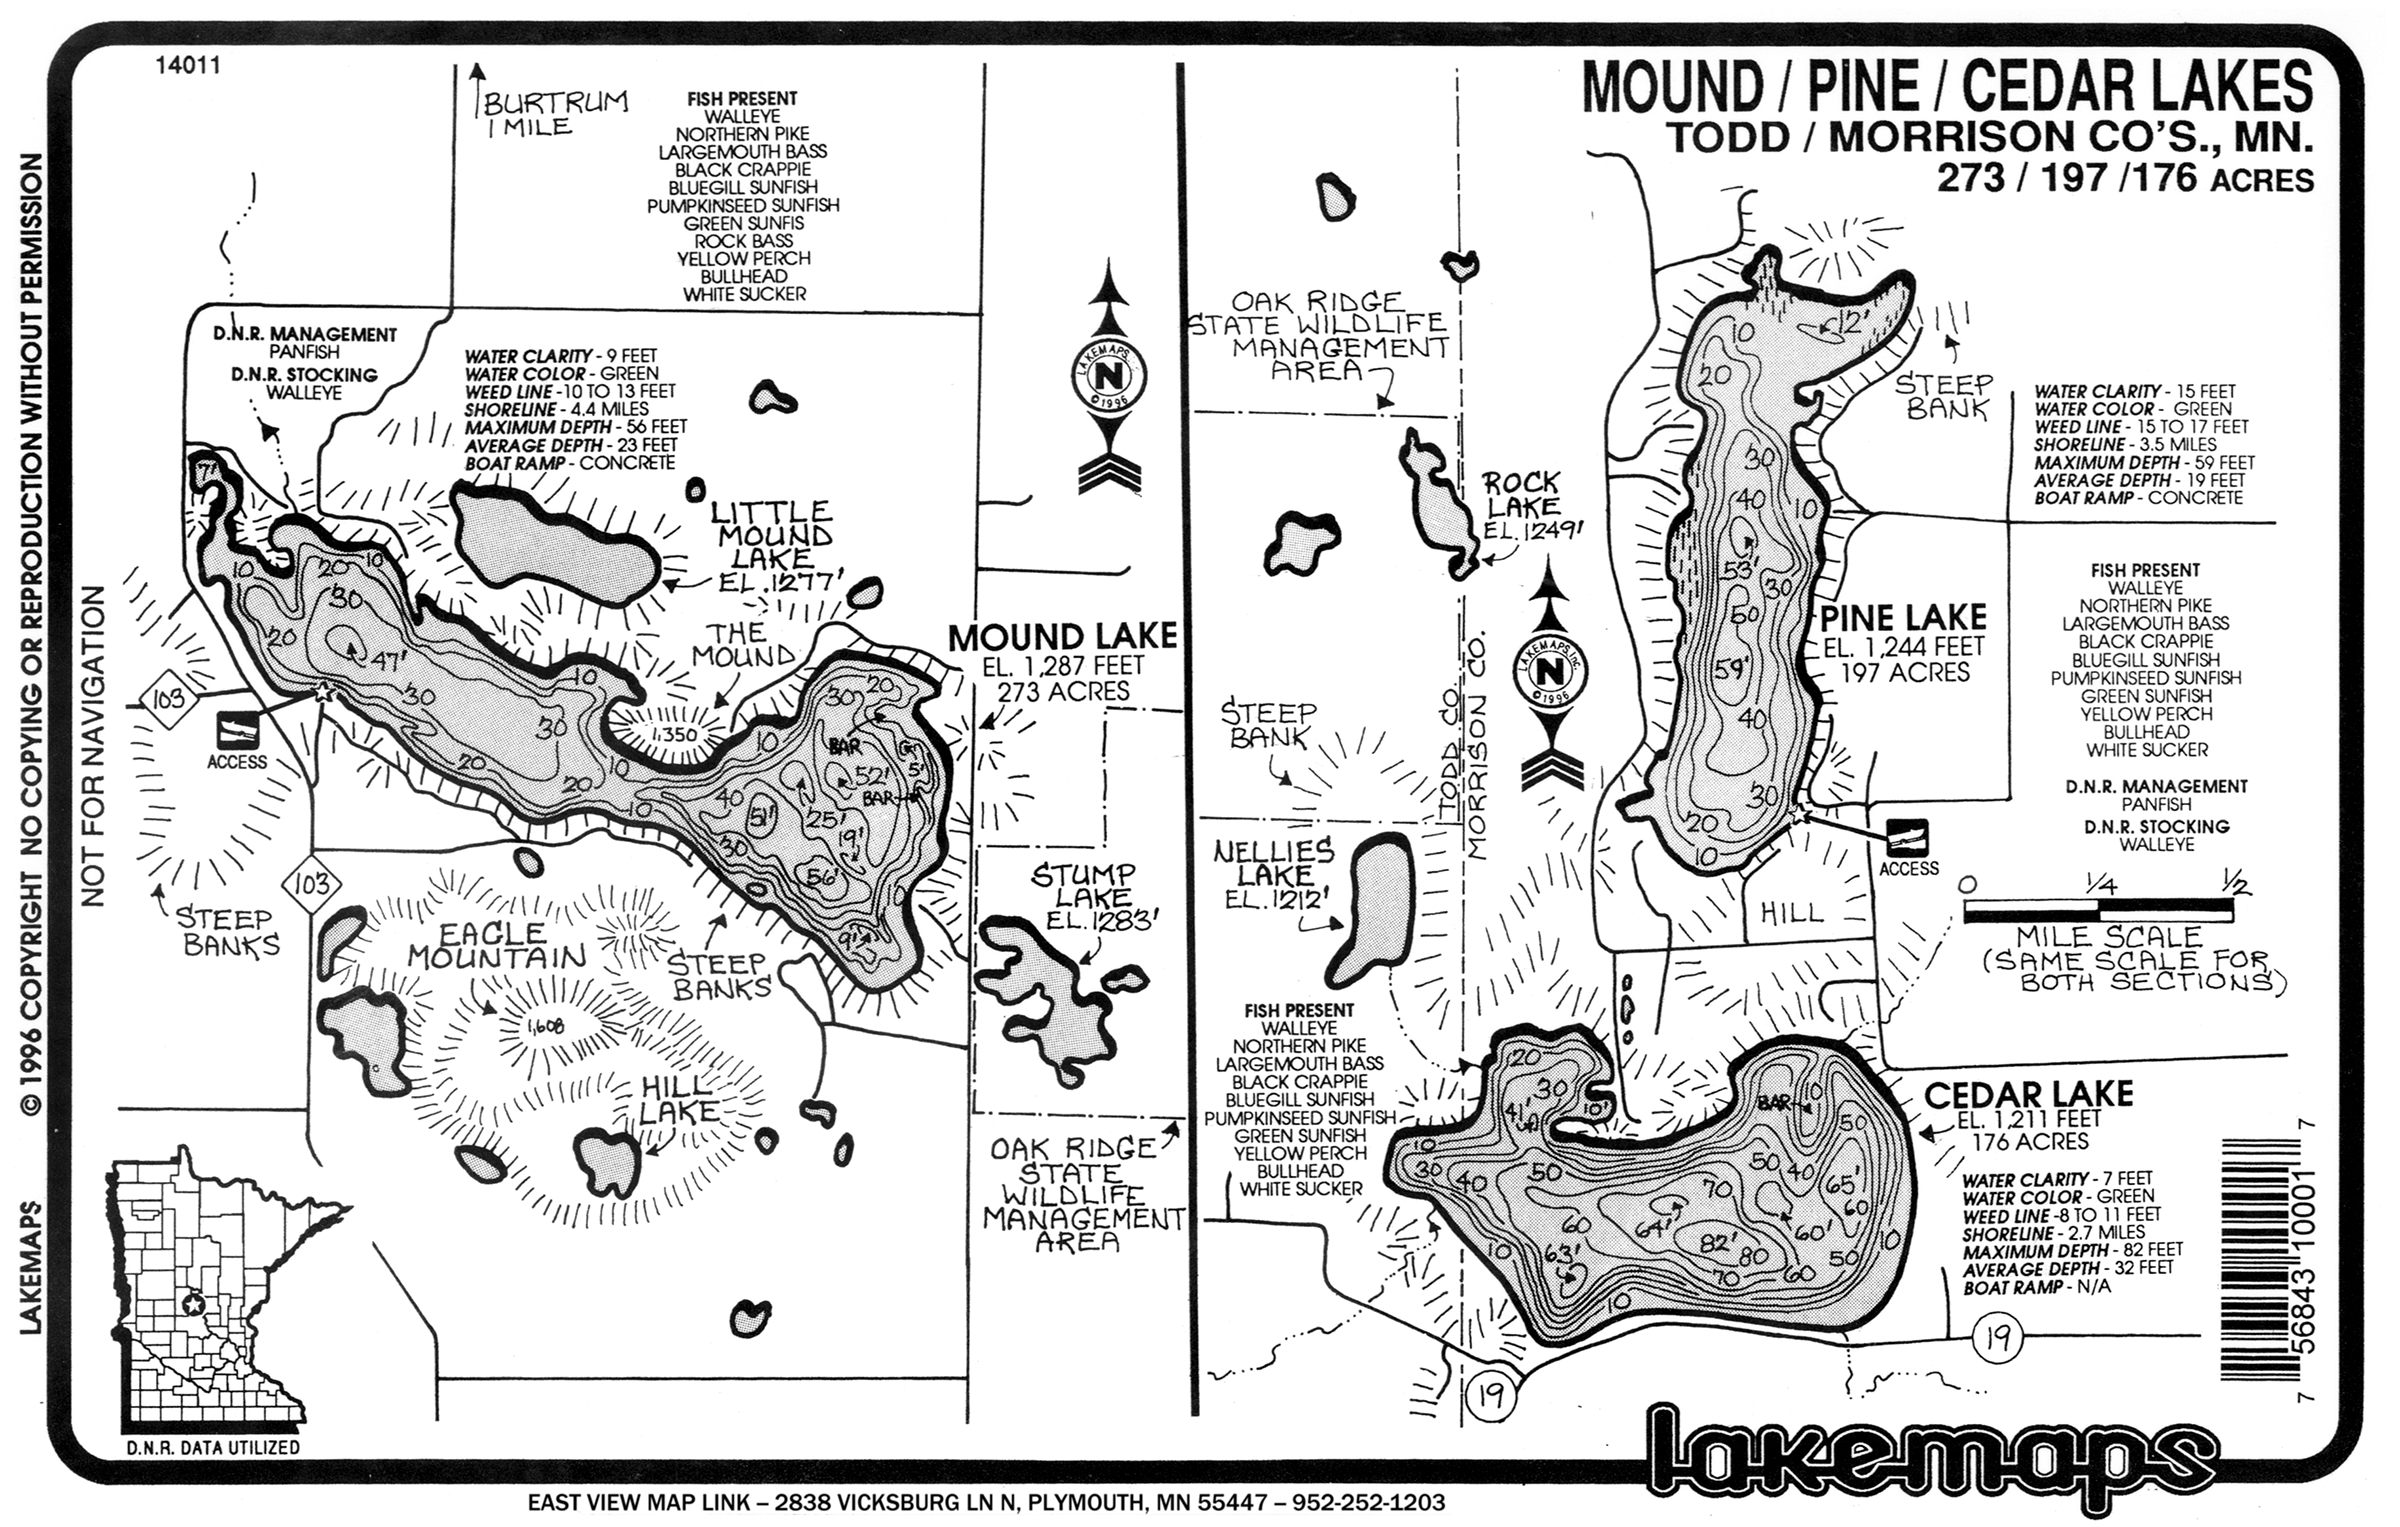 14011
MOUND / PINE / CEDAR LAKES
TODD / MORRISON CO'S., MN.
273 / 197 /176 ACRES
© 1996 COPYRIGHT NO COPYING OR REPRODUCTION WITHOUT PERMISSION
LAKEMAPS
NOT FOR NAVIGATION
BURTRUM
1 MILE
FISH PRESENT
WALLEYE
NORTHERN PIKE
LARGEMOUTH BASS
BLACK CRAPPIE
BLUEGILL SUNFISH
PUMPKINSEED SUNFISH
GREEN SUNFIS
ROCK BASS
YELLOW PERCH
BULLHEAD
WHITE SUCKER
D.N.R. MANAGEMENT
PANFISH
D.N.R. STOCKING
WALLEYE
WATER CLARITY - 9 FEET
WATER COLOR - GREEN
WEED LINE -10 TO 13 FEET
SHORELINE - 4.4 MILES
MAXIMUM DEPTH - 56 FEET
AVERAGE DEPTH - 23 FEET
BOAT RAMP - CONCRETE
LAKEMAPS
N
©1996
LITTLE
MOUND
LAKE
EL. 1277'
THE
MOUND
1,350
MOUND LAKE
EL. 1,287 FEET
273 ACRES
7'
10
20
10
30
20
47'
30
10
30
20
20
10
10
20
30
BAR
10
5'
52'
BAR
40
51'
25'
19'
30
56'
10
9'
103
ACCESS
103
STEEP
BANKS
EAGLE
MOUNTAIN
1,608
STEEP
BANKS
STUMP
LAKE
EL. 1283'
HILL
LAKE
OAK RIDGE
STATE
WILDLIFE
MANAGEMENT
AREA
D.N.R. DATA UTILIZED
OAK RIDGE
STATE WILDLIFE
MANAGEMENT
AREA
ROCK
LAKE
EL. 1249'
LAKEMAPS, Inc.
N
©1996
STEEP
BANK
TODD CO.
MORRISON CO.
NELLIES
LAKE
EL. 1212'
STEEP
BANK
10
12'
20
30
40
10
53'
30
50
59'
40
30
20
10
PINE LAKE
EL. 1,244 FEET
197 ACRES
WATER CLARITY - 15 FEET
WATER COLOR - GREEN
WEED LINE - 15 TO 17 FEET
SHORELINE - 3.5 MILES
MAXIMUM DEPTH - 59 FEET
AVERAGE DEPTH - 19 FEET
BOAT RAMP - CONCRETE
FISH PRESENT
WALLEYE
NORTHERN PIKE
LARGEMOUTH BASS
BLACK CRAPPIE
BLUEGILL SUNFISH
PUMPKINSEED SUNFISH
GREEN SUNFISH
YELLOW PERCH
BULLHEAD
WHITE SUCKER
D.N.R. MANAGEMENT
PANFISH
D.N.R. STOCKING
WALLEYE
ACCESS
HILL
0 1/4 1/2
MILE SCALE
(SAME SCALE FOR
BOTH SECTIONS)
FISH PRESENT
WALLEYE
NORTHERN PIKE
LARGEMOUTH BASS
BLACK CRAPPIE
BLUEGILL SUNFISH
PUMPKINSEED SUNFISH
GREEN SUNFISH
YELLOW PERCH
BULLHEAD
WHITE SUCKER
20
30
41'
10'
10
30
40
50
BAR
10
50
50
40
65'
70
60
60
64'
60'
82'
80
50
10
63'
70
60
10
10
CEDAR LAKE
EL. 1,211 FEET
176 ACRES
WATER CLARITY - 7 FEET
WATER COLOR - GREEN
WEED LINE -8 TO 11 FEET
SHORELINE - 2.7 MILES
MAXIMUM DEPTH - 82 FEET
AVERAGE DEPTH - 32 FEET
BOAT RAMP - N/A
19
19
7 56843 10001 7
lakemaps
EAST VIEW MAP LINK – 2838 VICKSBURG LN N, PLYMOUTH, MN 55447 – 952-252-1203